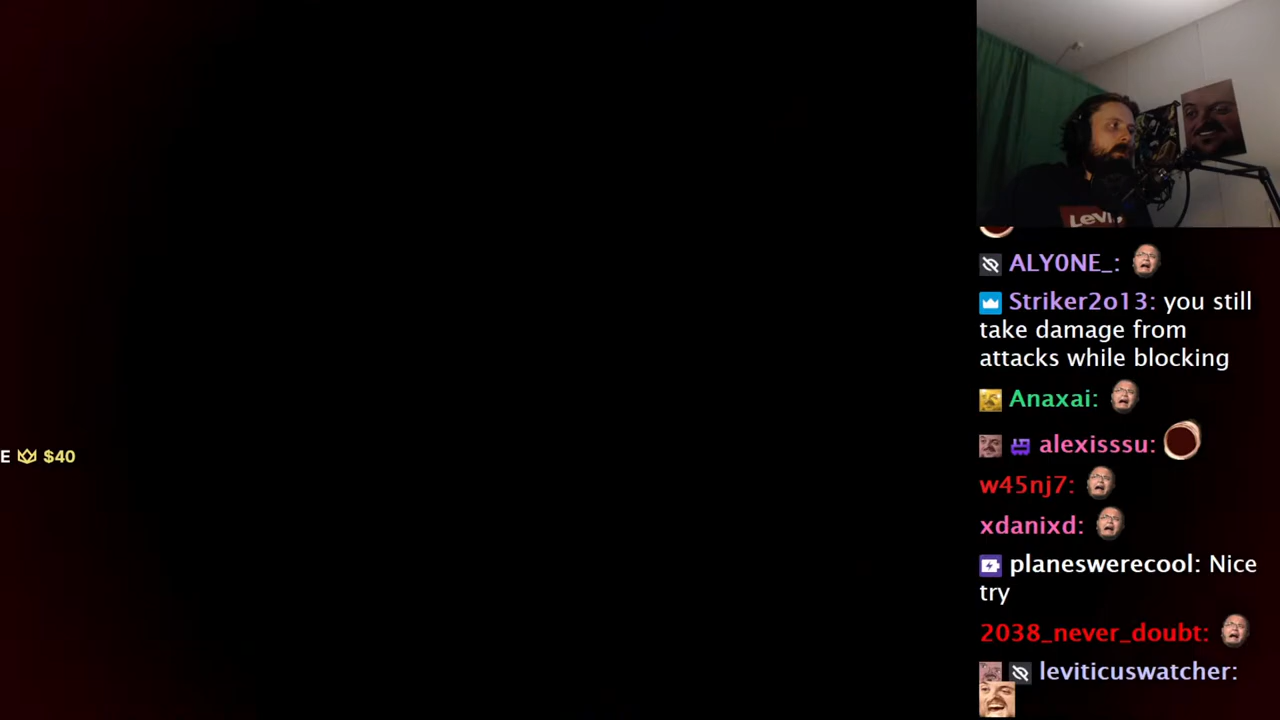 Levi
ALY0NE_:
Striker2o13: you still
take damage from
attacks while blocking
Anaxai:
E $40
alexisssu:
w45nj7:
xdanixd:
planeswerecool: Nice
try
2038_never_doubt:
leviticuswatcher: